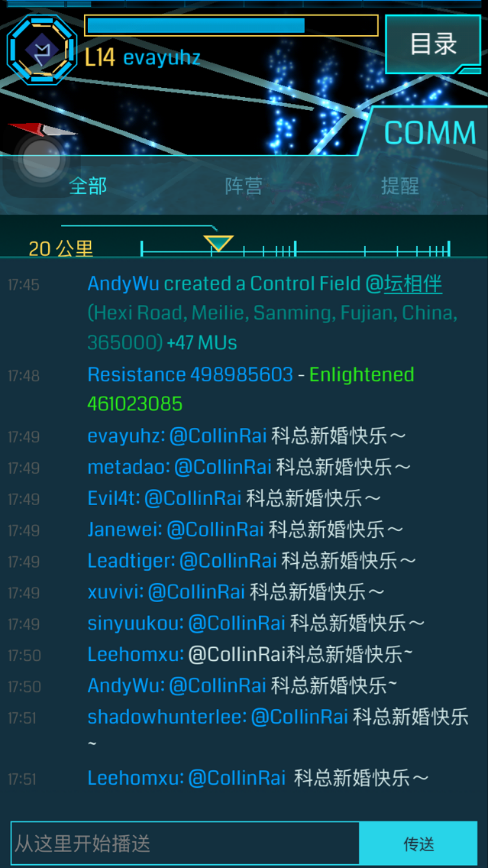 目录
L14 evayuhz
COMM
全部 阵营 提醒
20 公里
17:45 AndyWu created a Control Field @坛相伴
(Hexi Road, Meilie, Sanming, Fujian, China,
365000) +47 MUs
17:48 Resistance 498985603 - Enlightened
461023085
17:49 evayuhz: @CollinRai 科总新婚快乐～
17:49 metadao: @CollinRai 科总新婚快乐～
17:49 Evil4t: @CollinRai 科总新婚快乐～
17:49 Janewei: @CollinRai 科总新婚快乐～
17:49 Leadtiger: @CollinRai 科总新婚快乐～
17:49 xuvivi: @CollinRai 科总新婚快乐～
17:49 sinyuukou: @CollinRai 科总新婚快乐～
17:50 Leehomxu: @CollinRai科总新婚快乐~
17:50 AndyWu: @CollinRai 科总新婚快乐~
17:51 shadowhunterlee: @CollinRai 科总新婚快乐
~
17:51 Leehomxu: @CollinRai 科总新婚快乐～
从这里开始播送 传送